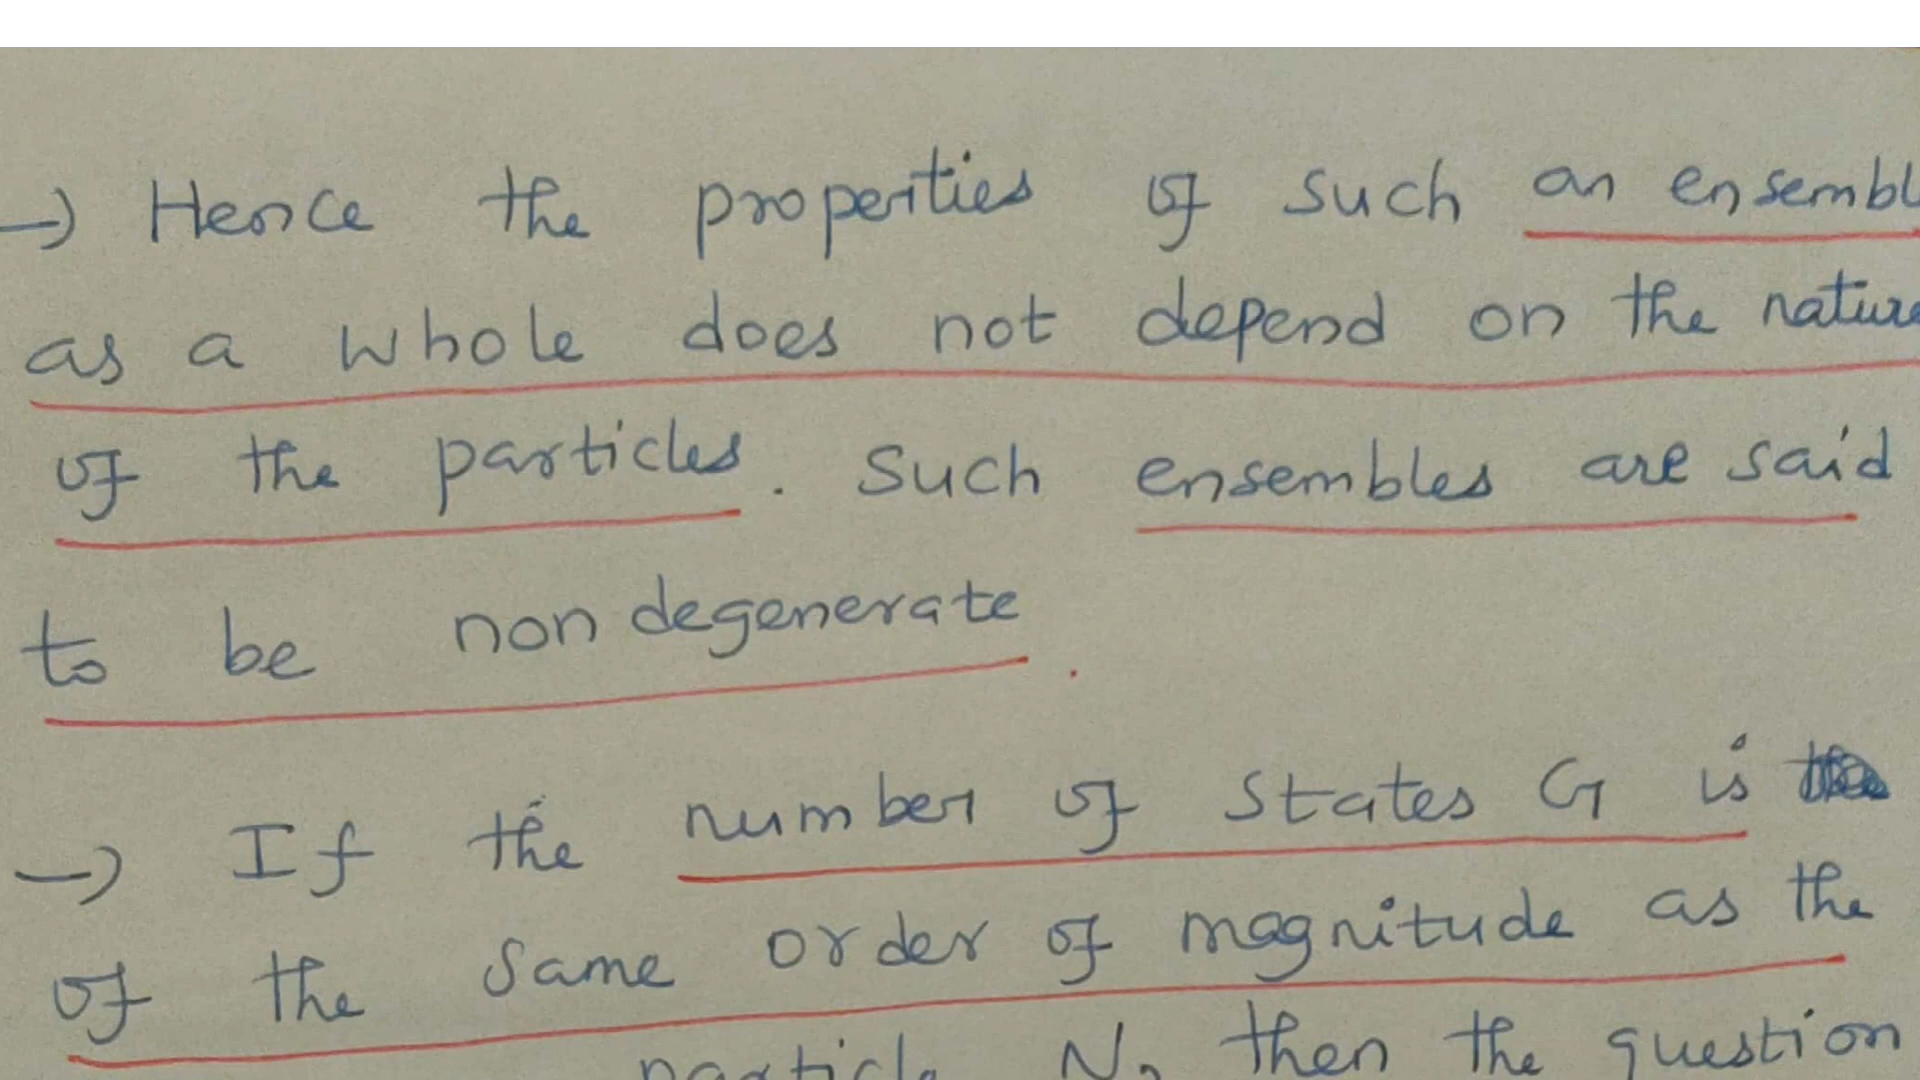 → Hence the properties of such an ensembl
as a whole does not depend on the nature
of the particles. Such ensembles are said
to be non degenerate.
→ If the number of states G is
of the same order of magnitude as the
particle N, then the question